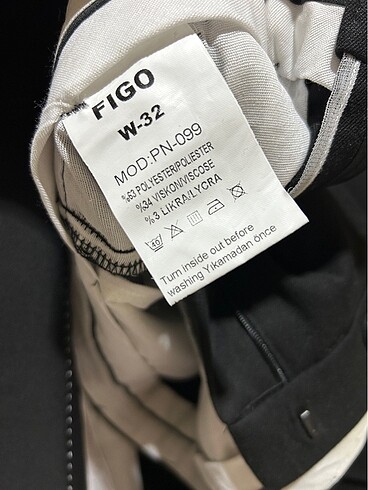 FIGO
W-32
MOD:PN-099
%63 POLYESTER/POLIESTER
%34 VISKON/VISCOSE
%3 LIKRA/LYCRA
40
Turn inside out before
washing Yıkamadan önce